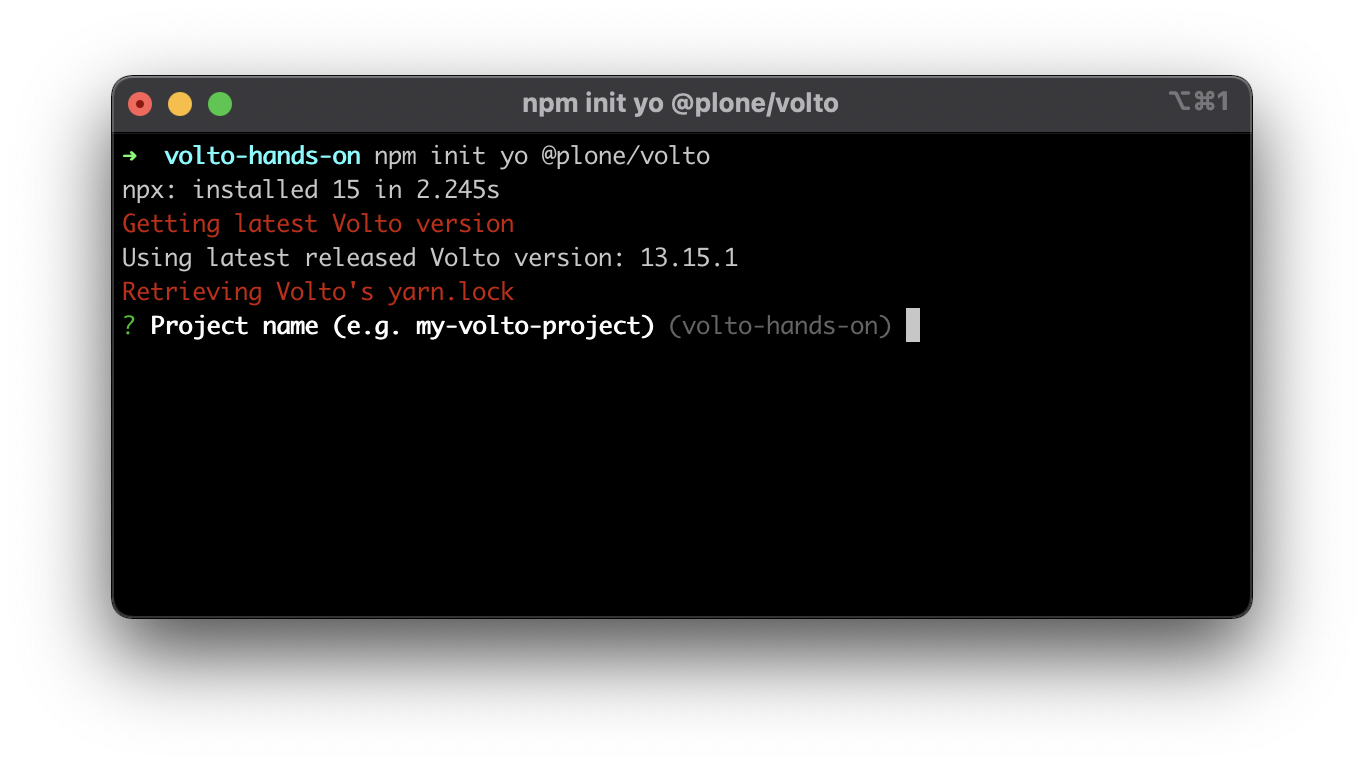 npm init yo @plone/volto
⌥⌘1
➜ volto-hands-on npm init yo @plone/volto
npx: installed 15 in 2.245s
Getting latest Volto version
Using latest released Volto version: 13.15.1
Retrieving Volto's yarn.lock
? Project name (e.g. my-volto-project) (volto-hands-on)